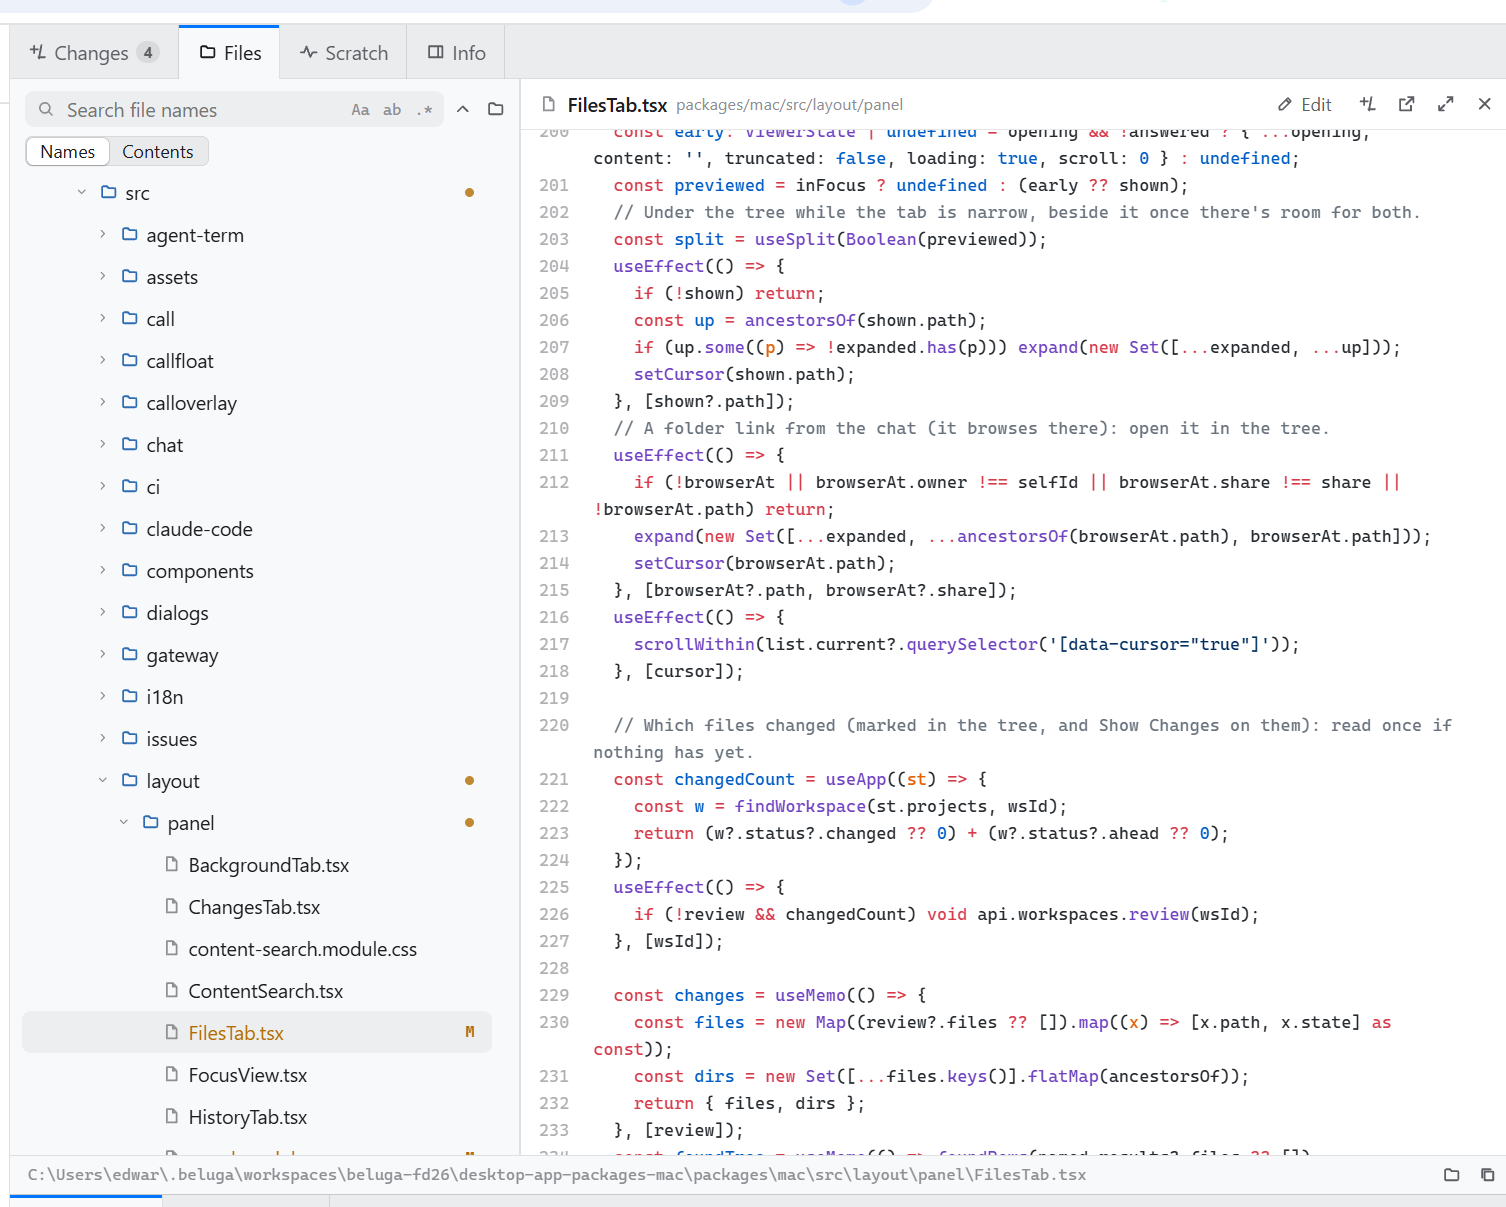 Changes 4
Files
Scratch
Info
Search file names
Aa ab .*
Names
Contents
FilesTab.tsx packages/mac/src/layout/panel
Edit
src
agent-term
assets
call
callfloat
calloverlay
chat
ci
claude-code
components
dialogs
gateway
i18n
issues
layout
panel
BackgroundTab.tsx
ChangesTab.tsx
content-search.module.css
ContentSearch.tsx
FilesTab.tsx M
FocusView.tsx
HistoryTab.tsx
200 const early: ViewerState | undefined = opening && !answered ? { ...opening,
content: '', truncated: false, loading: true, scroll: 0 } : undefined;
201 const previewed = inFocus ? undefined : (early ?? shown);
202 // Under the tree while the tab is narrow, beside it once there's room for both.
203 const split = useSplit(Boolean(previewed));
204 useEffect(() => {
205 if (!shown) return;
206 const up = ancestorsOf(shown.path);
207 if (up.some((p) => !expanded.has(p))) expand(new Set([...expanded, ...up]));
208 setCursor(shown.path);
209 }, [shown?.path]);
210 // A folder link from the chat (it browses there): open it in the tree.
211 useEffect(() => {
212 if (!browserAt || browserAt.owner !== selfId || browserAt.share !== share ||
!browserAt.path) return;
213 expand(new Set([...expanded, ...ancestorsOf(browserAt.path), browserAt.path]));
214 setCursor(browserAt.path);
215 }, [browserAt?.path, browserAt?.share]);
216 useEffect(() => {
217 scrollWithin(list.current?.querySelector('[data-cursor="true"]'));
218 }, [cursor]);
219
220 // Which files changed (marked in the tree, and Show Changes on them): read once if
nothing has yet.
221 const changedCount = useApp((st) => {
222 const w = findWorkspace(st.projects, wsId);
223 return (w?.status?.changed ?? 0) + (w?.status?.ahead ?? 0);
224 });
225 useEffect(() => {
226 if (!review && changedCount) void api.workspaces.review(wsId);
227 }, [wsId]);
228
229 const changes = useMemo(() => {
230 const files = new Map((review?.files ?? []).map((x) => [x.path, x.state] as
const));
231 const dirs = new Set([...files.keys()].flatMap(ancestorsOf));
232 return { files, dirs };
233 }, [review]);
C:\Users\edwar\.beluga\workspaces\beluga-fd26\desktop-app-packages-mac\packages\mac\src\layout\panel\FilesTab.tsx